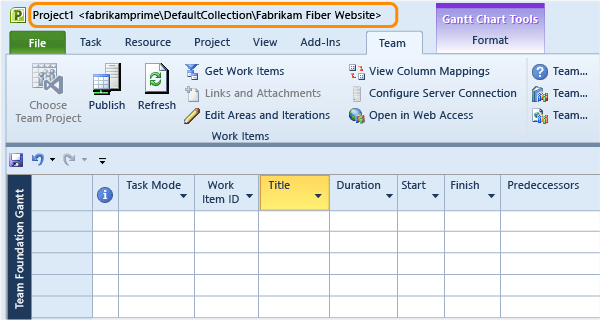 Project1 <fabrikamprime\DefaultCollection\Fabrikam Fiber Website>
Gantt Chart Tools
File Task Resource Project View Add-Ins Team Format
Choose Team Project
Publish
Refresh
Get Work Items
Links and Attachments
Edit Areas and Iterations
Work Items
View Column Mappings
Configure Server Connection
Open in Web Access
Team...
Team...
Team...
Task Mode Work Item ID Title Duration Start Finish Predeccessors
Team Foundation Gantt